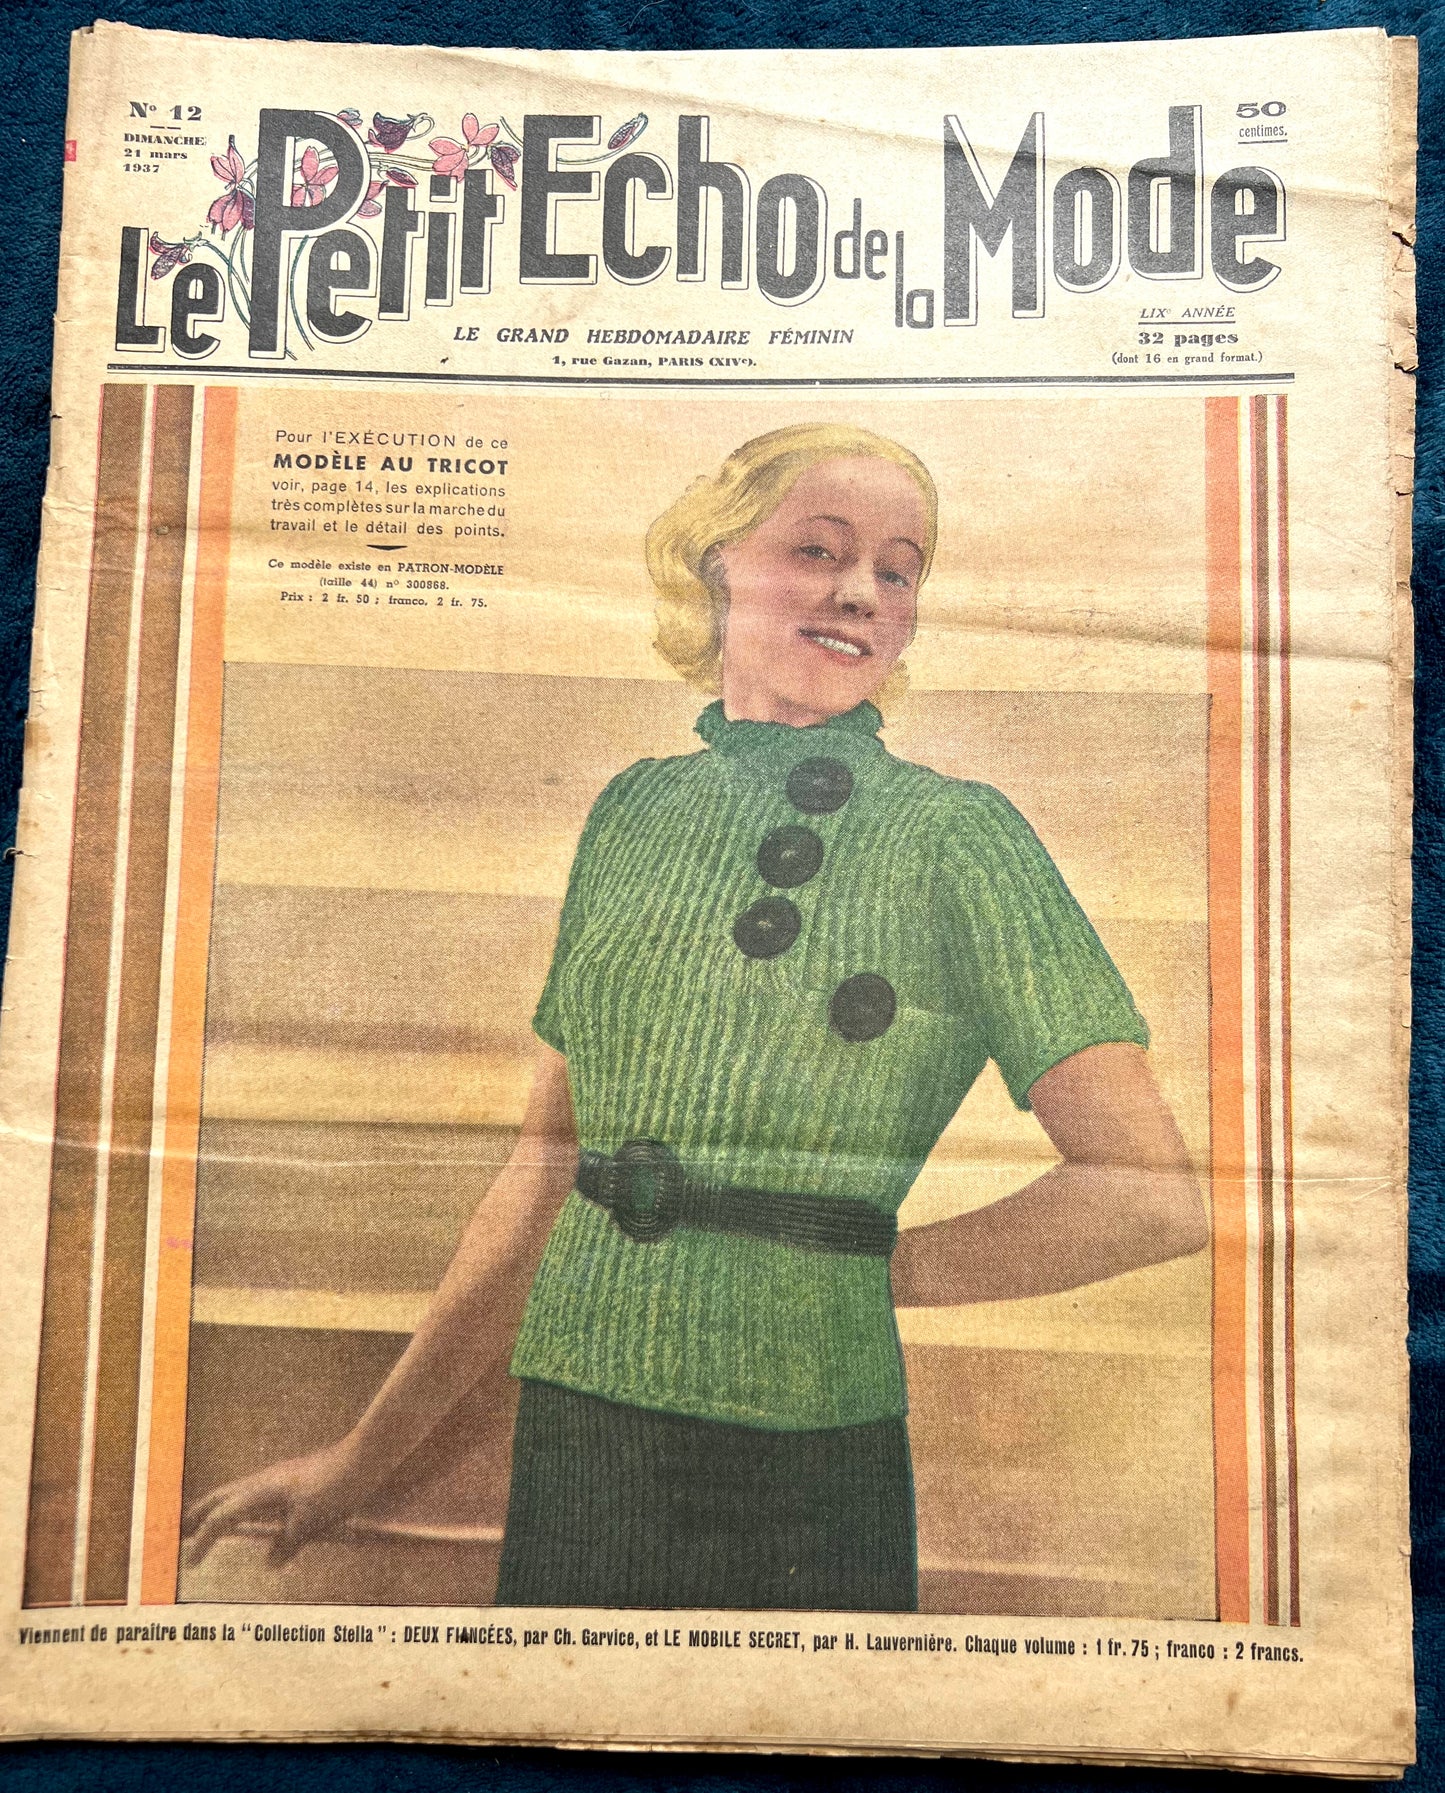 Nº 12
DIMANCHE
21 mars
1937
50
centimes.
Le Petit Echo de la Mode
LE GRAND HEBDOMADAIRE FÉMININ
1, rue Gazan, PARIS (XIVe).
LIXe ANNÉE
32 pages
(dont 16 en grand format.)
Pour l'EXÉCUTION de ce
MODÈLE AU TRICOT
voir, page 14, les explications
très complètes sur la marche du
travail et le détail des points.
Ce modèle existe en PATRON-MODÈLE
(taille 44) nº 300868.
Prix : 2 fr. 50 ; franco, 2 fr. 75.
Viennent de paraître dans la "Collection Stella" : DEUX FIANCÉES, par Ch. Garvice, et LE MOBILE SECRET, par H. Lauvernière. Chaque volume : 1 fr. 75 ; franco : 2 francs.